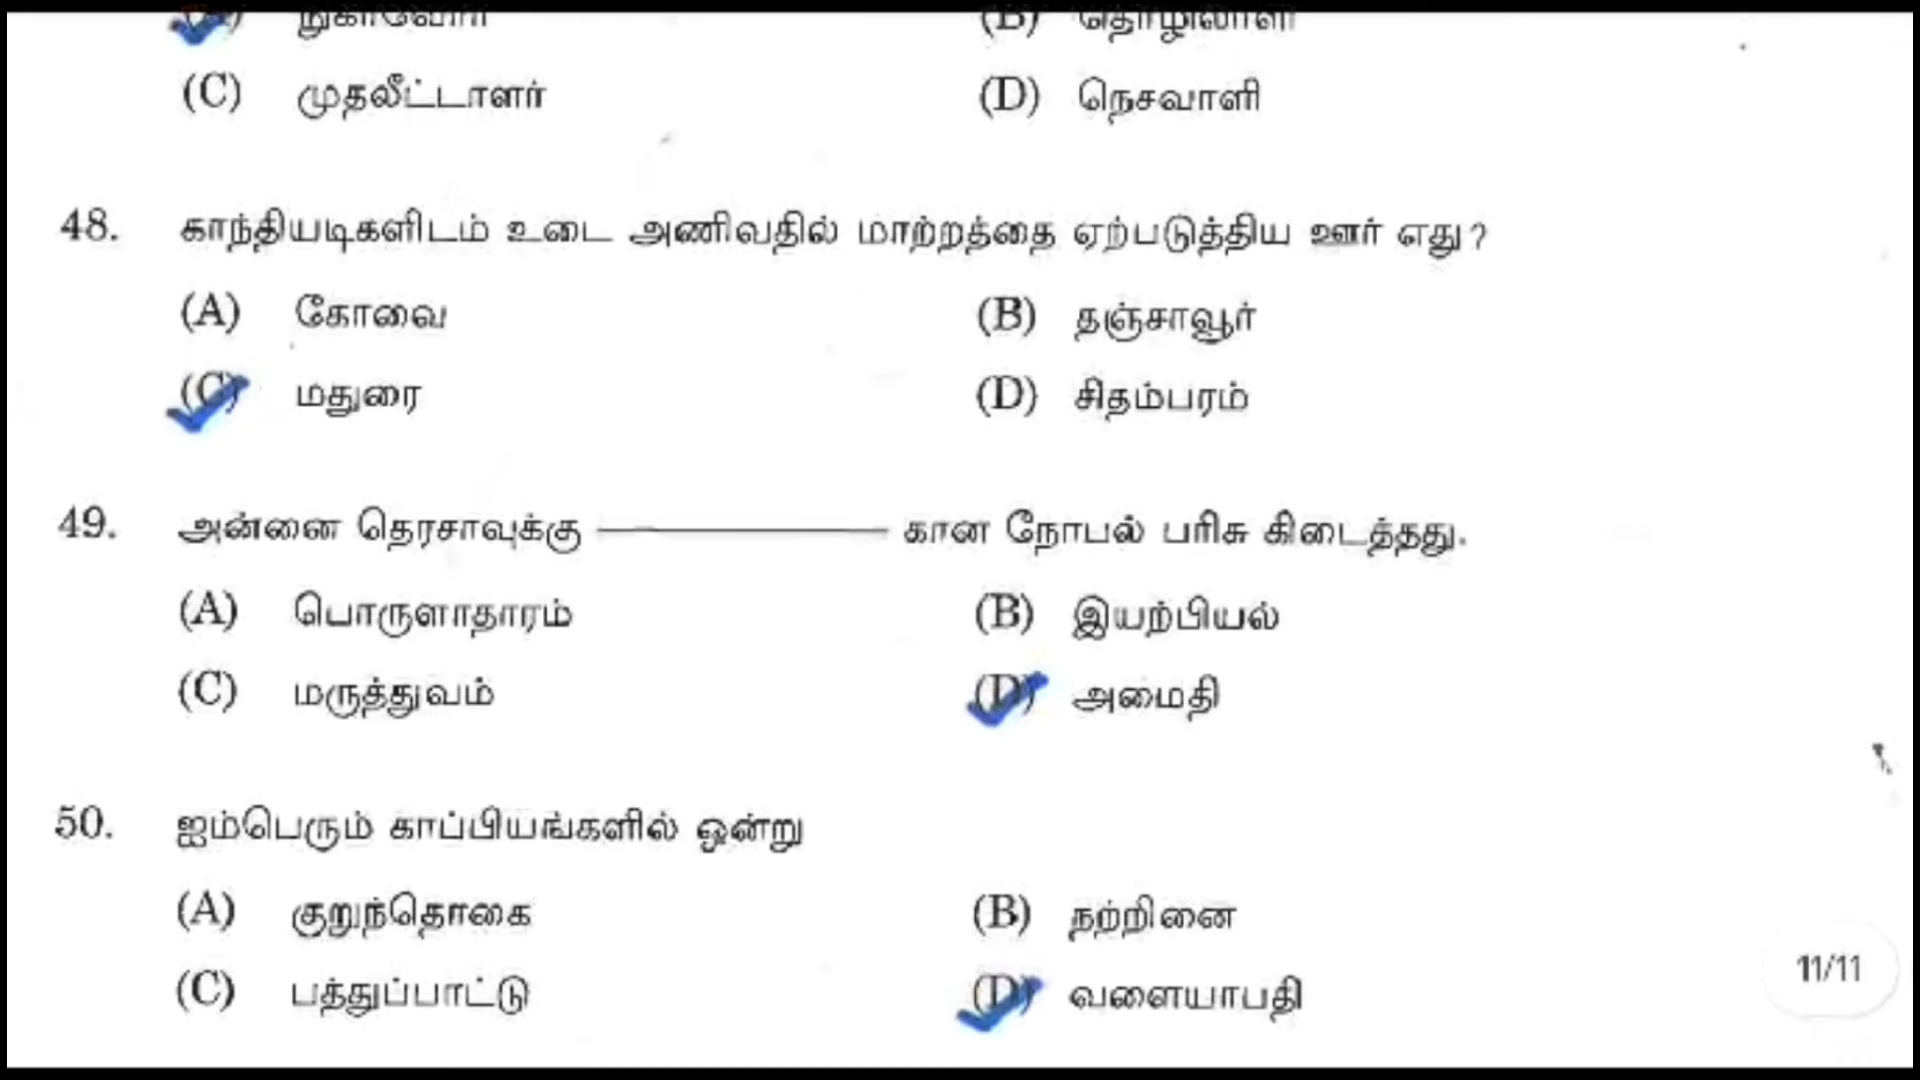 (A) நுகர்வோர் (B) தொழிலாளி
(C) முதலீட்டாளர் (D) நெசவாளி
48. காந்தியடிகளிடம் உடை அணிவதில் மாற்றத்தை ஏற்படுத்திய ஊர் எது?
(A) கோவை (B) தஞ்சாவூர்
(C) மதுரை (D) சிதம்பரம்
49. அன்னை தெரசாவுக்கு ———— கான நோபல் பரிசு கிடைத்தது.
(A) பொருளாதாரம் (B) இயற்பியல்
(C) மருத்துவம் (D) அமைதி
50. ஐம்பெரும் காப்பியங்களில் ஒன்று
(A) குறுந்தொகை (B) நற்றினை
(C) பத்துப்பாட்டு (D) வளையாபதி
11/11